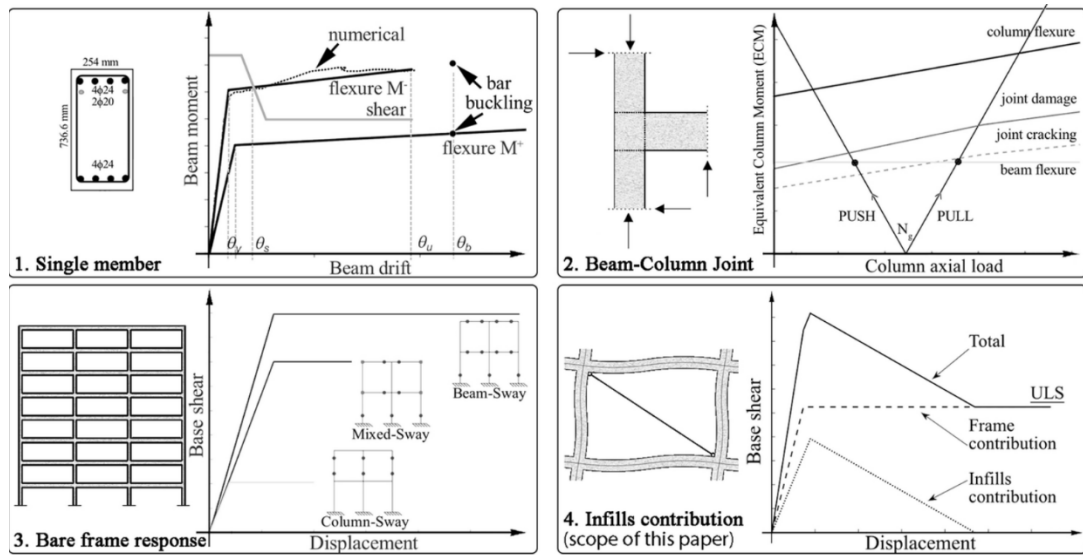 254 mm
736.6 mm
4ϕ24
2ϕ20
4ϕ24
Beam moment
numerical
flexure M⁻
shear
bar
buckling
flexure M⁺
θy
θs
θu
θb
Beam drift
1. Single member
Equivalent Column Moment (ECM)
column flexure
joint damage
joint cracking
beam flexure
PUSH
Ng
PULL
Column axial load
2. Beam-Column Joint
Base shear
Beam-Sway
Mixed-Sway
Column-Sway
Displacement
3. Bare frame response
Base shear
Total
ULS
Frame
contribution
Infills
contribution
Displacement
4. Infills contribution
(scope of this paper)